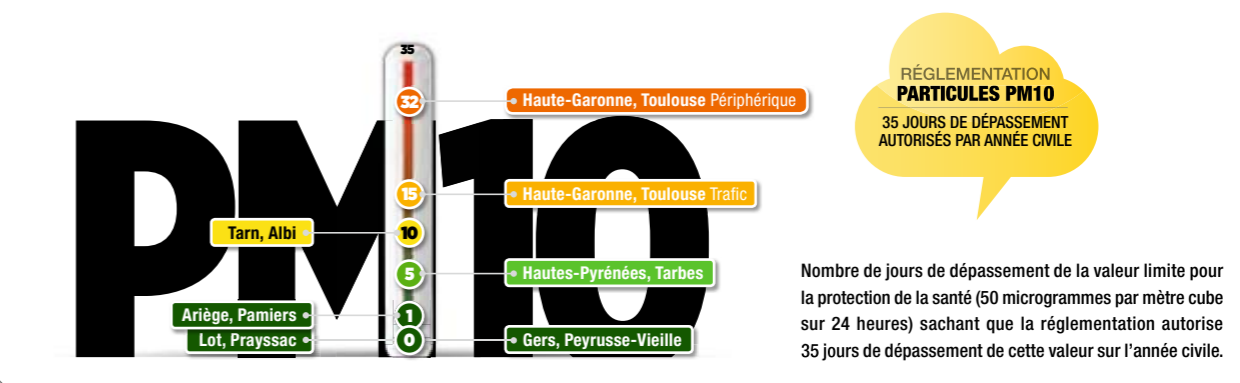 PM10
35
32
Haute-Garonne, Toulouse Périphérique
15
Haute-Garonne, Toulouse Trafic
Tarn, Albi
10
5
Hautes-Pyrénées, Tarbes
Ariège, Pamiers
1
Lot, Prayssac
0
Gers, Peyrusse-Vieille
RÉGLEMENTATION
PARTICULES PM10
35 JOURS DE DÉPASSEMENT
AUTORISÉS PAR ANNÉE CIVILE
Nombre de jours de dépassement de la valeur limite pour
la protection de la santé (50 microgrammes par mètre cube
sur 24 heures) sachant que la réglementation autorise
35 jours de dépassement de cette valeur sur l’année civile.